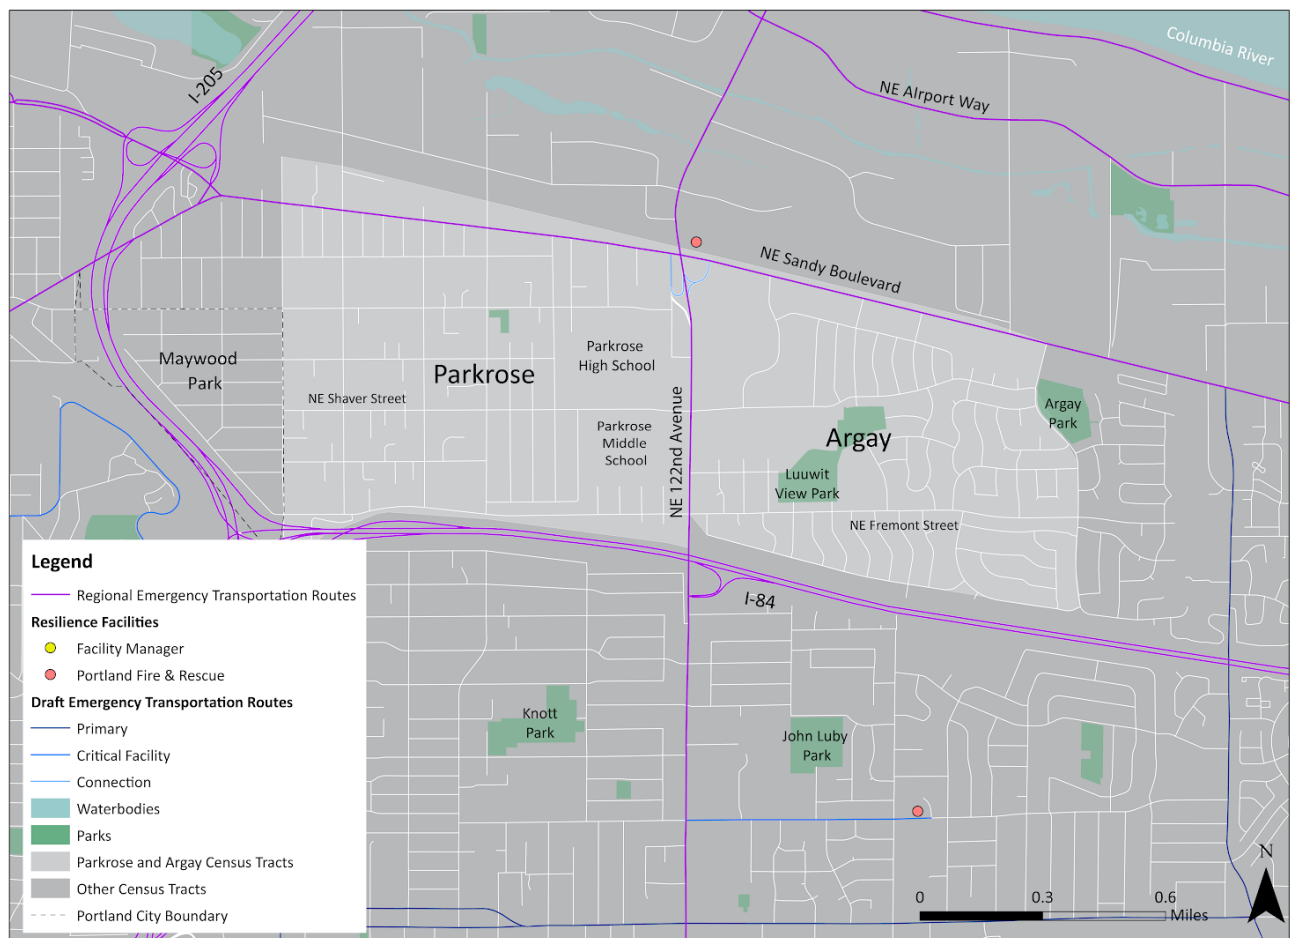 Columbia River
I-205
NE AIrport Way
NE Sandy Boulevard
Maywood
Park
Parkrose
Parkrose
High School
NE Shaver Street
Parkrose
Middle
School
NE 122nd Avenue
Argay
Park
Argay
Luuwit
View Park
NE Fremont Street
I-84
Knott
Park
John Luby
Park
Legend
Regional Emergency Transportation Routes
Resilience Facilities
Facility Manager
Portland Fire & Rescue
Draft Emergency Transportation Routes
Primary
Critical Facility
Connection
Waterbodies
Parks
Parkrose and Argay Census Tracts
Other Census Tracts
Portland City Boundary
N
0 0.3 0.6
Miles